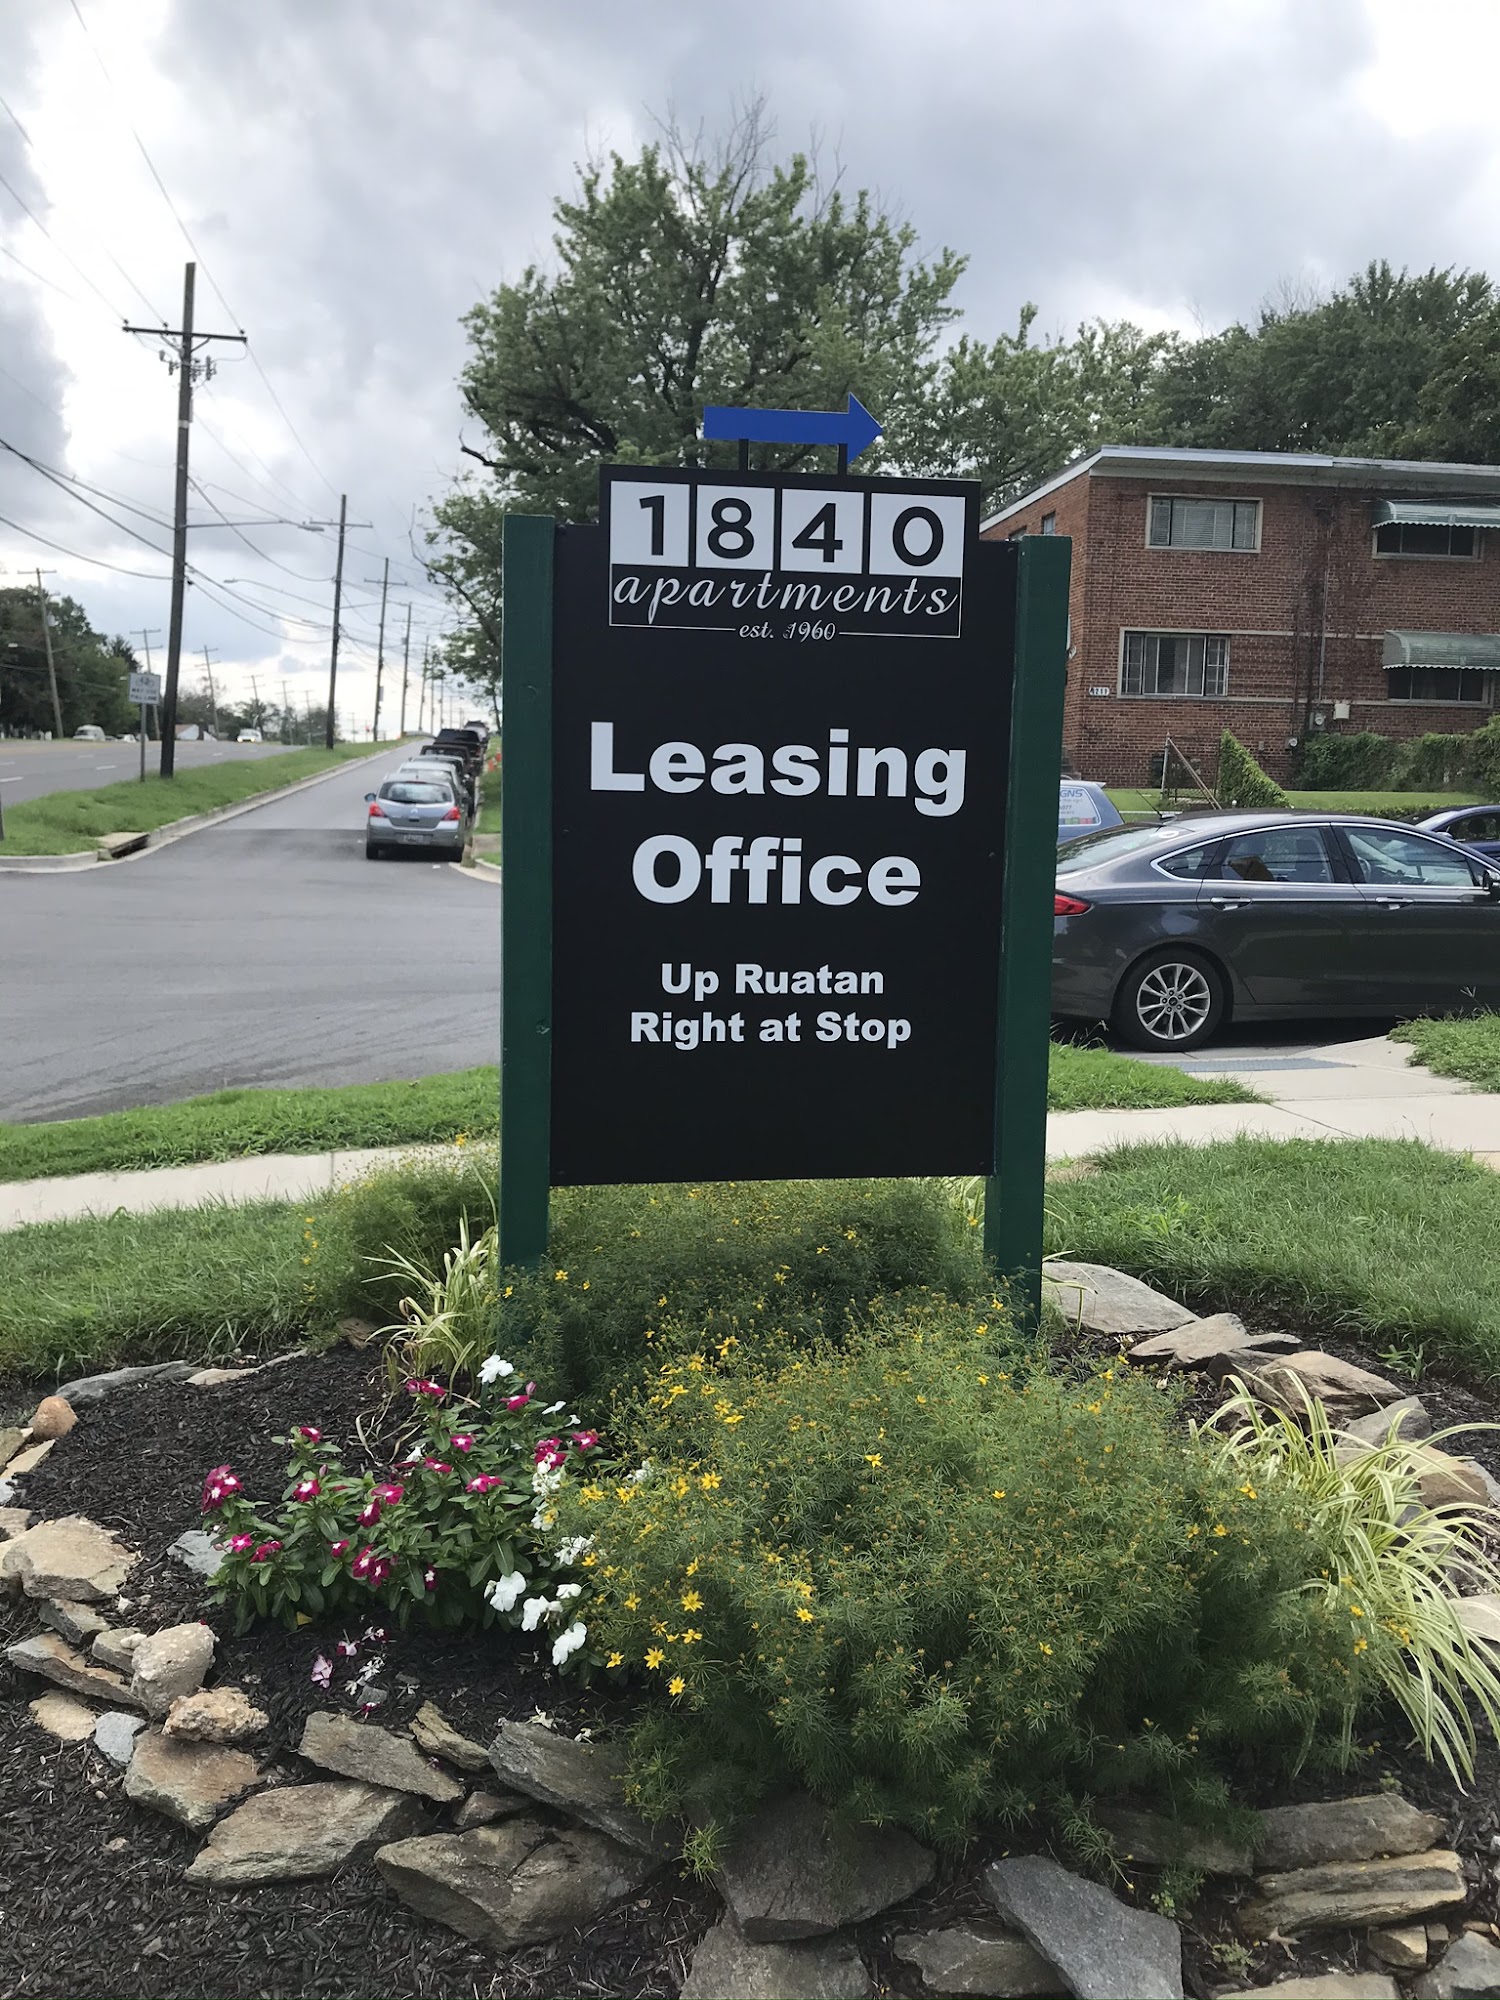 1840
apartments
est. 1960
Leasing
Office
Up Ruatan
Right at Stop